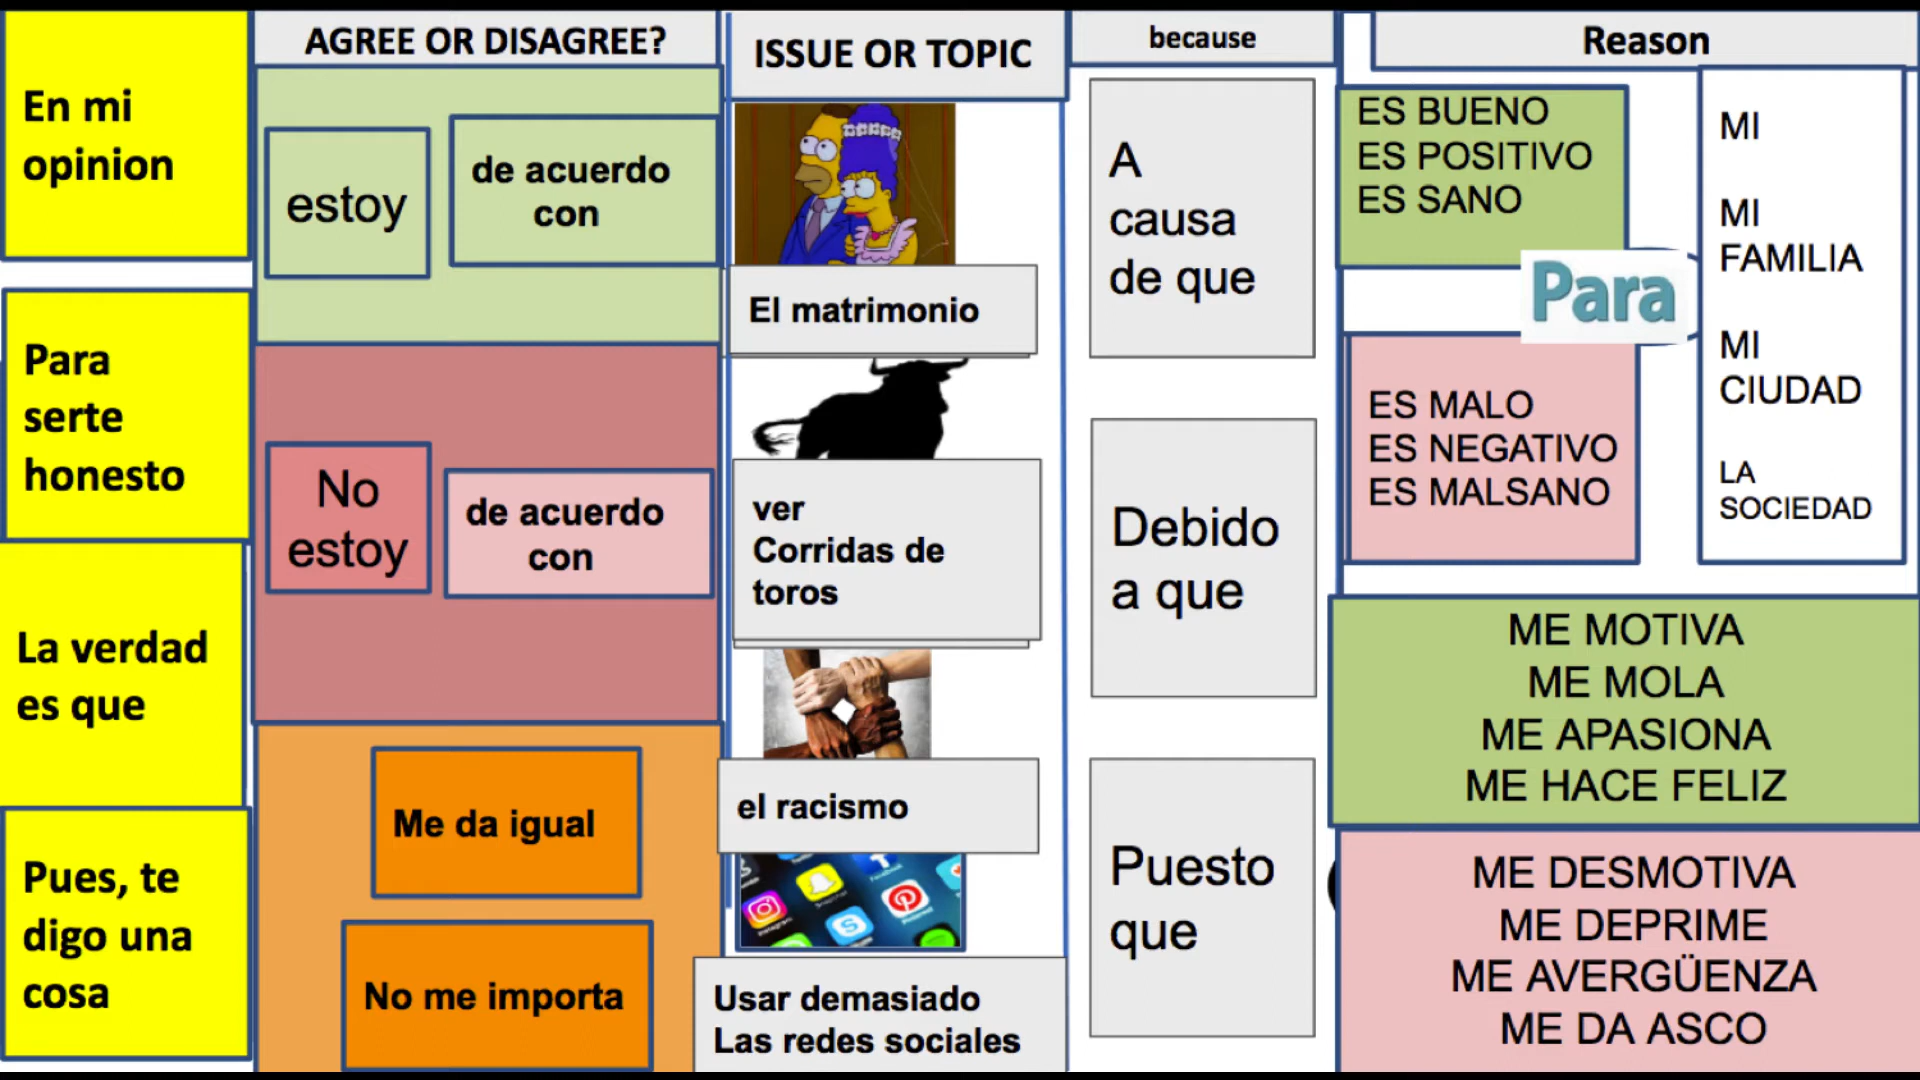 En mi
opinion
Para
serte
honesto
La verdad
es que
Pues, te
digo una
cosa
AGREE OR DISAGREE?
estoy
de acuerdo
con
No
estoy
de acuerdo
con
Me da igual
No me importa
ISSUE OR TOPIC
El matrimonio
ver
Corridas de
toros
el racismo
Usar demasiado
Las redes sociales
because
A
causa
de que
Debido
a que
Puesto
que
Reason
ES BUENO
ES POSITIVO
ES SANO
Para
ES MALO
ES NEGATIVO
ES MALSANO
MI
MI
FAMILIA
MI
CIUDAD
LA
SOCIEDAD
ME MOTIVA
ME MOLA
ME APASIONA
ME HACE FELIZ
ME DESMOTIVA
ME DEPRIME
ME AVERGÜENZA
ME DA ASCO